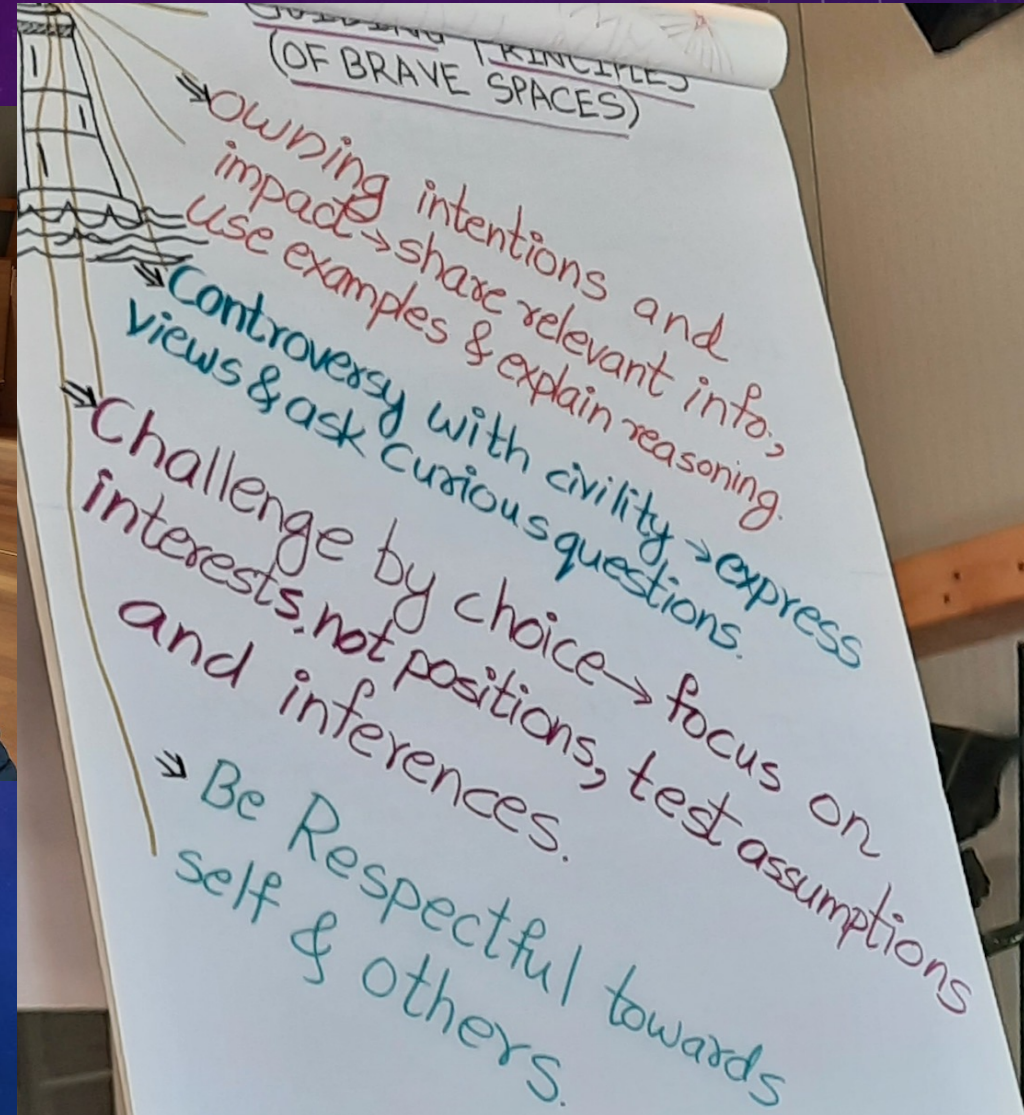 GUIDING PRINCIPLES
(OF BRAVE SPACES)
Owning intentions and
impact → share relevant info.,
use examples & explain reasoning.
Controversy with civility → express
views & ask curious questions.
Challenge by choice → focus on
interests, not positions, test assumptions
and inferences.
Be Respectful towards
self & others.